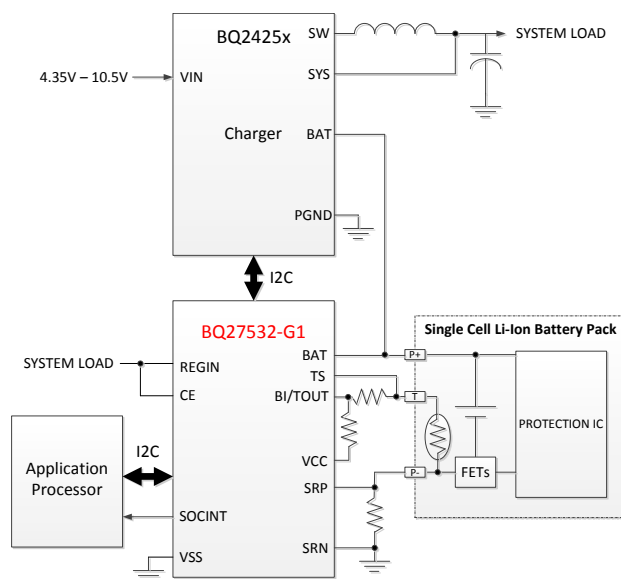 BQ2425x
SW
SYSTEM LOAD
SYS
4.35V – 10.5V
VIN
Charger
BAT
PGND
I2C
BQ27532-G1
Single Cell Li-Ion Battery Pack
BAT
P+
SYSTEM LOAD
REGIN
TS
CE
BI/TOUT
T
PROTECTION IC
I2C
VCC
Application
Processor
P-
FETs
SRP
SOCINT
VSS
SRN